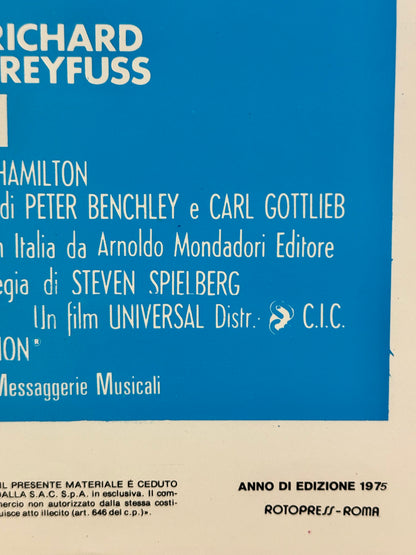 RICHARD
REYFUSS
HAMILTON
di PETER BENCHLEY e CARL GOTTLIEB
n Italia da Arnoldo Mondadori Editore
egia di STEVEN SPIELBERG
Un film UNIVERSAL Distr. C.I.C.
ION®
Messaggerie Musicali
IL PRESENTE MATERIALE É CEDUTO
DALLA S.A.C. S.p.A. in esclusiva. Il com-
mercio non autorizzato dalla stessa costi-
uisce atto illecito (art. 646 del c.p.)».
ANNO DI EDIZIONE 1975
ROTOPRESS-ROMA